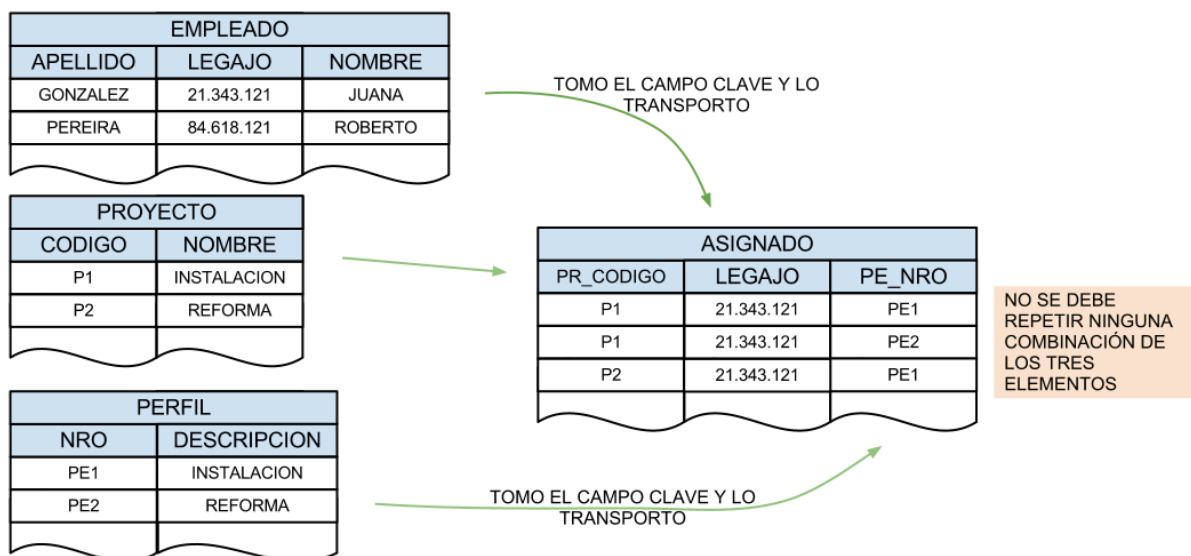 EMPLEADO
APELLIDO LEGAJO NOMBRE
GONZALEZ 21.343.121 JUANA
PEREIRA 84.618.121 ROBERTO
TOMO EL CAMPO CLAVE Y LO
TRANSPORTO
PROYECTO
CODIGO NOMBRE
P1 INSTALACION
P2 REFORMA
ASIGNADO
PR_CODIGO LEGAJO PE_NRO
P1 21.343.121 PE1
P1 21.343.121 PE2
P2 21.343.121 PE1
NO SE DEBE
REPETIR NINGUNA
COMBINACIÓN DE
LOS TRES
ELEMENTOS
PERFIL
NRO DESCRIPCION
PE1 INSTALACION
PE2 REFORMA
TOMO EL CAMPO CLAVE Y LO
TRANSPORTO